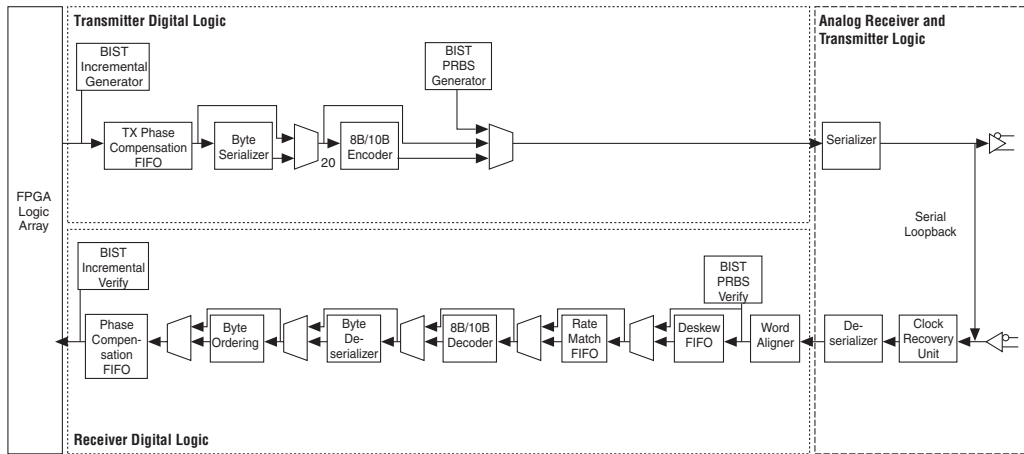 Transmitter Digital Logic
Analog Receiver and
Transmitter Logic
BIST
Incremental
Generator
BIST
PRBS
Generator
TX Phase
Compensation
FIFO
Byte
Serializer
20
8B/10B
Encoder
Serializer
FPGA
Logic
Array
Serial
Loopback
BIST
Incremental
Verify
BIST
PRBS
Verify
Phase
Compen-
sation
FIFO
Byte
Ordering
Byte
De-
serializer
8B/10B
Decoder
Rate
Match
FIFO
Deskew
FIFO
Word
Aligner
De-
serializer
Clock
Recovery
Unit
Receiver Digital Logic